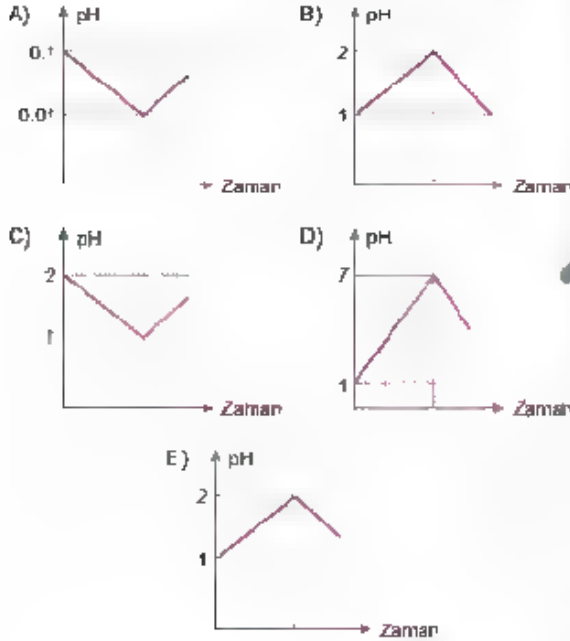 A) pH
0.1
0.01
Zaman
B) pH
2
1
Zaman
C) pH
2
1
Zaman
D) pH
7
1
Zaman
E) pH
2
1
Zaman